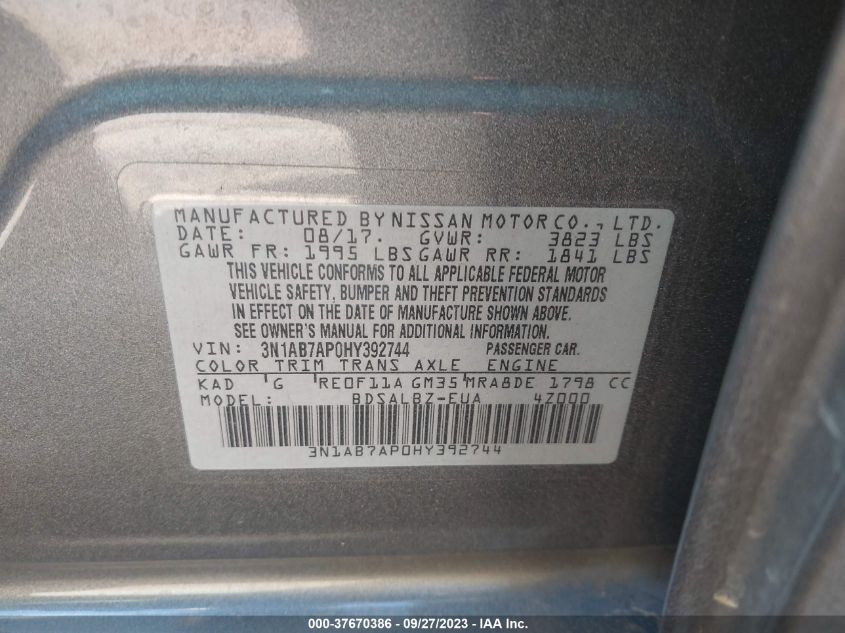 MANUFACTURED BY NISSAN MOTOR CO., LTD.
DATE: 08/17. GVWR: 3823 LBS
GAWR FR: 1995 LBS GAWR RR: 1841 LBS
THIS VEHICLE CONFORMS TO ALL APPLICABLE FEDERAL MOTOR
VEHICLE SAFETY, BUMPER AND THEFT PREVENTION STANDARDS
IN EFFECT ON THE DATE OF MANUFACTURE SHOWN ABOVE.
SEE OWNER'S MANUAL FOR ADDITIONAL INFORMATION.
VIN: 3N1AB7AP0HY392744 PASSENGER CAR.
COLOR TRIM TRANS AXLE ENGINE
KAD G RE0F11A GM35 MRA8DE 1798 CC
MODEL: BDSALBZ-EUA 4Z000
3N1AB7AP0HY392744
000-37670386 - 09/27/2023 - IAA Inc.